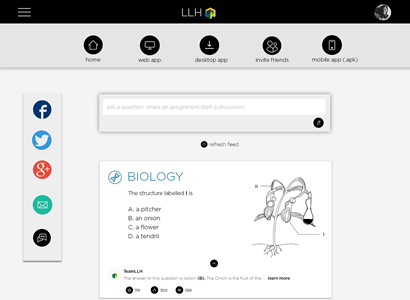 LLH
home
web app
desktop app
invite friends
mobile app (.apk)
ask a question. share an assignment.start a discussion
refresh feed
BIOLOGY
The structure labelled I is
A. a pitcher
B. an onion
C. a flower
D. a tendril
II
I
TeamLLH
The answer to this question is option (B), The Onion is the fruit of the ... learn more
701
300